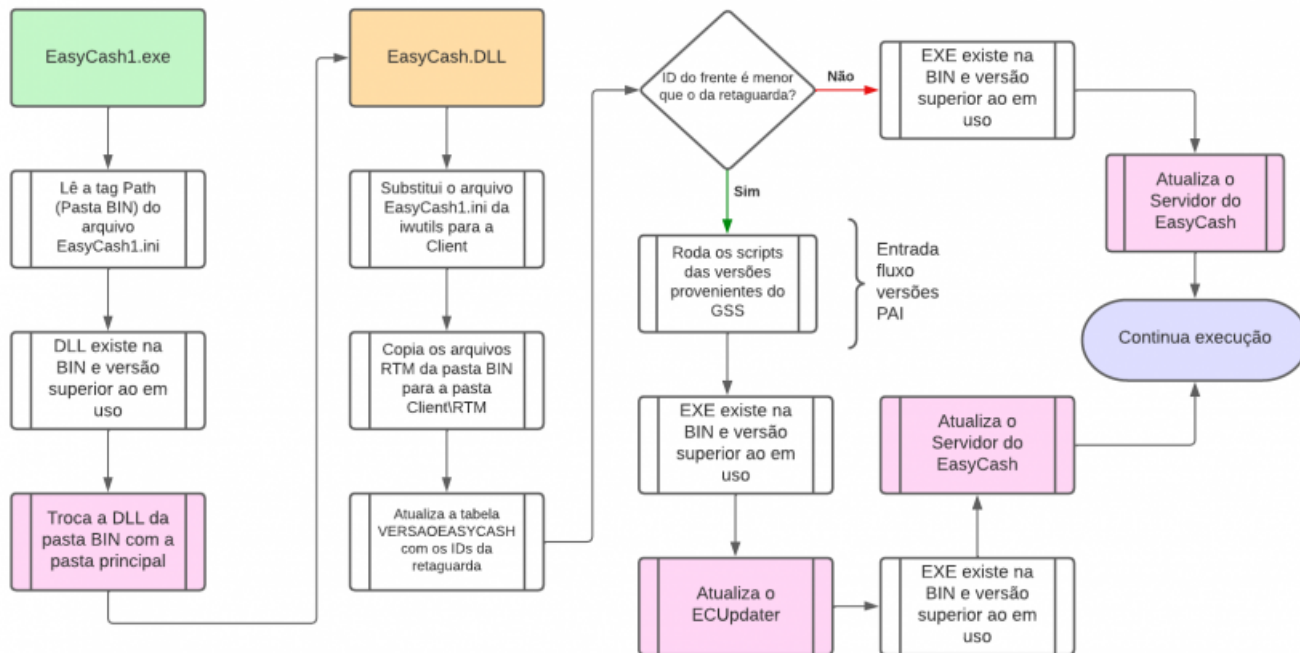 EasyCash1.exe
Lê a tag Path
(Pasta BIN) do
arquivo
EasyCash1.ini
DLL existe na
BIN e versão
superior ao em
uso
Troca a DLL da
pasta BIN com a
pasta principal
EasyCash.DLL
Substitui o arquivo
EasyCash1.ini da
iwutils para a
Client
Copia os arquivos
RTM da pasta BIN
para a pasta
Client\RTM
Atualiza a tabela
VERSAOEASYCASH
com os IDs da
retaguarda
ID do frente é menor
que o da retaguarda?
Não
EXE existe na
BIN e versão
superior ao em
uso
Atualiza o
Servidor do
EasyCash
Continua execução
Sim
Roda os scripts
das versões
provenientes do
GSS
Entrada
fluxo
versões
PAI
EXE existe na
BIN e versão
superior ao em
uso
Atualiza o
ECUpdater
EXE existe na
BIN e versão
superior ao em
uso
Atualiza o
Servidor do
EasyCash